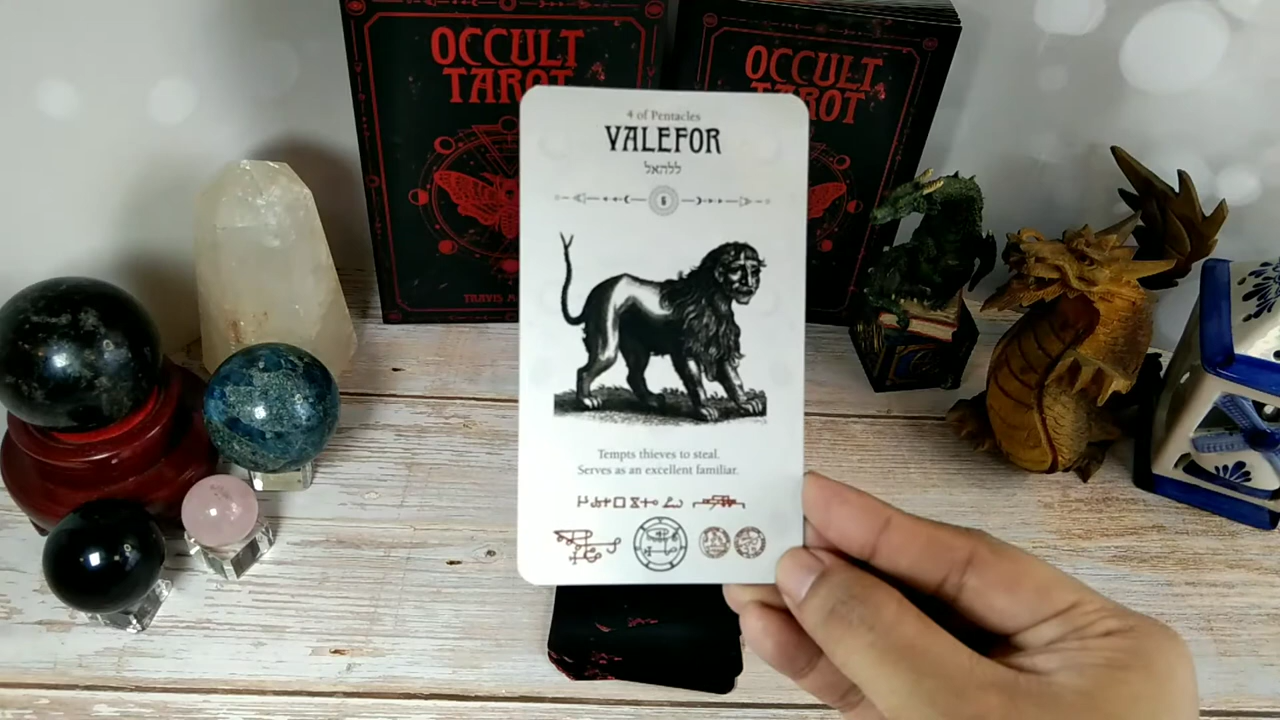 OCCULT
TAROT
OCCULT
TAROT
4 of Pentacles
VALEFOR
ללהאל
6
Tempts thieves to steal.
Serves as an excellent familiar.
TRAVIS